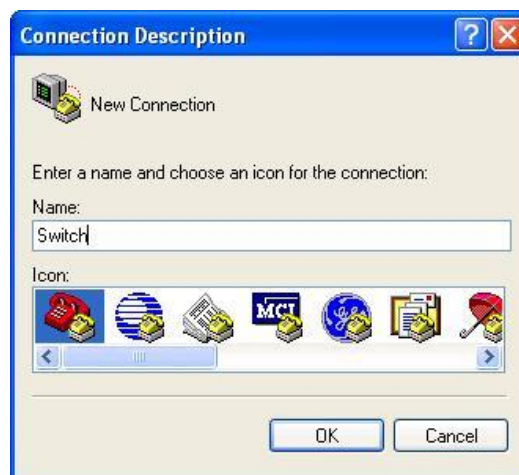 Connection Description
New Connection
Enter a name and choose an icon for the connection:
Name:
Switch
Icon:
MCI
OK
Cancel